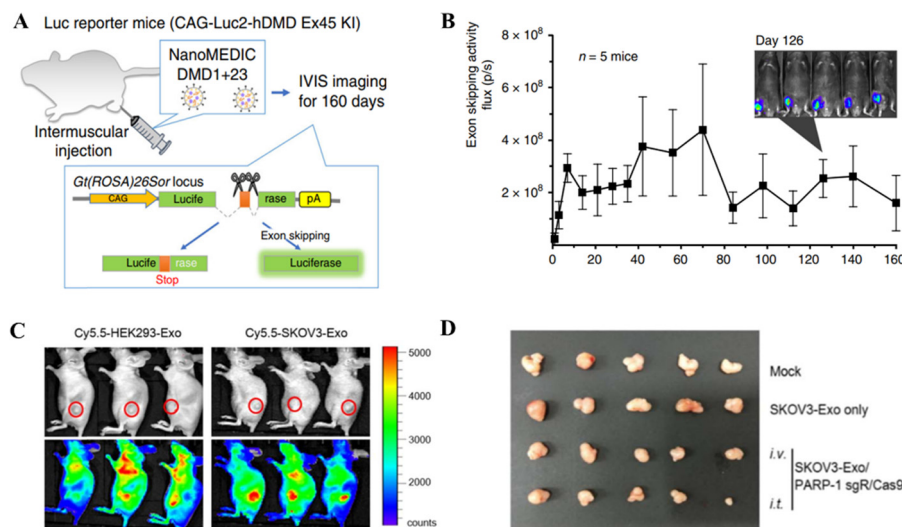 A
Luc reporter mice (CAG-Luc2-hDMD Ex45 KI)
NanoMEDIC
DMD1+23
IVIS imaging
for 160 days
Intermuscular
injection
Gt(ROSA)26Sor locus
CAG
Lucife
rase
pA
Exon skipping
Lucife
rase
Luciferase
Stop
B
Exon skipping activity
flux (p/s)
8 × 10⁸
6 × 10⁸
4 × 10⁸
2 × 10⁸
0
n = 5 mice
Day 126
0
20
40
60
80
100
120
140
160
C
Cy5.5-HEK293-Exo
Cy5.5-SKOV3-Exo
5000
4000
3000
2000
1000
counts
D
Mock
SKOV3-Exo only
i.v.
SKOV3-Exo/
PARP-1 sgR/Cas9
i.t.